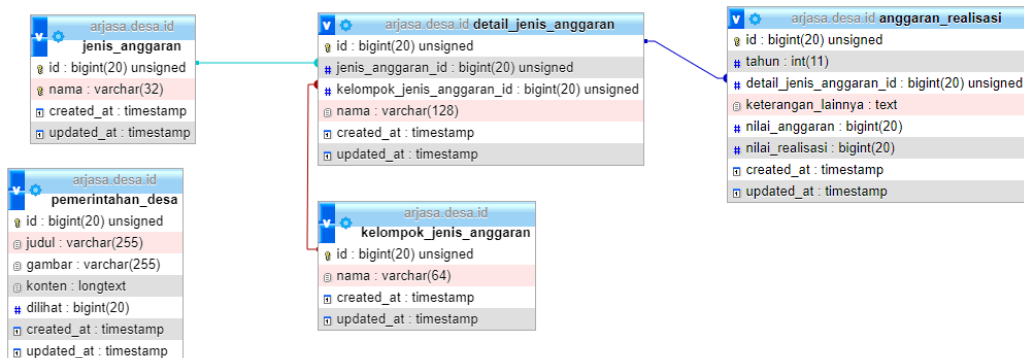 arjasa.desa.id
jenis_anggaran
id : bigint(20) unsigned
nama : varchar(32)
created_at : timestamp
updated_at : timestamp
arjasa.desa.id detail_jenis_anggaran
id : bigint(20) unsigned
jenis_anggaran_id : bigint(20) unsigned
kelompok_jenis_anggaran_id : bigint(20) unsigned
nama : varchar(128)
created_at : timestamp
updated_at : timestamp
arjasa.desa.id anggaran_realisasi
id : bigint(20) unsigned
tahun : int(11)
detail_jenis_anggaran_id : bigint(20) unsigned
keterangan_lainnya : text
nilai_anggaran : bigint(20)
nilai_realisasi : bigint(20)
created_at : timestamp
updated_at : timestamp
arjasa.desa.id
pemerintahan_desa
id : bigint(20) unsigned
judul : varchar(255)
gambar : varchar(255)
konten : longtext
dilihat : bigint(20)
created_at : timestamp
updated_at : timestamp
arjasa.desa.id
kelompok_jenis_anggaran
id : bigint(20) unsigned
nama : varchar(64)
created_at : timestamp
updated_at : timestamp